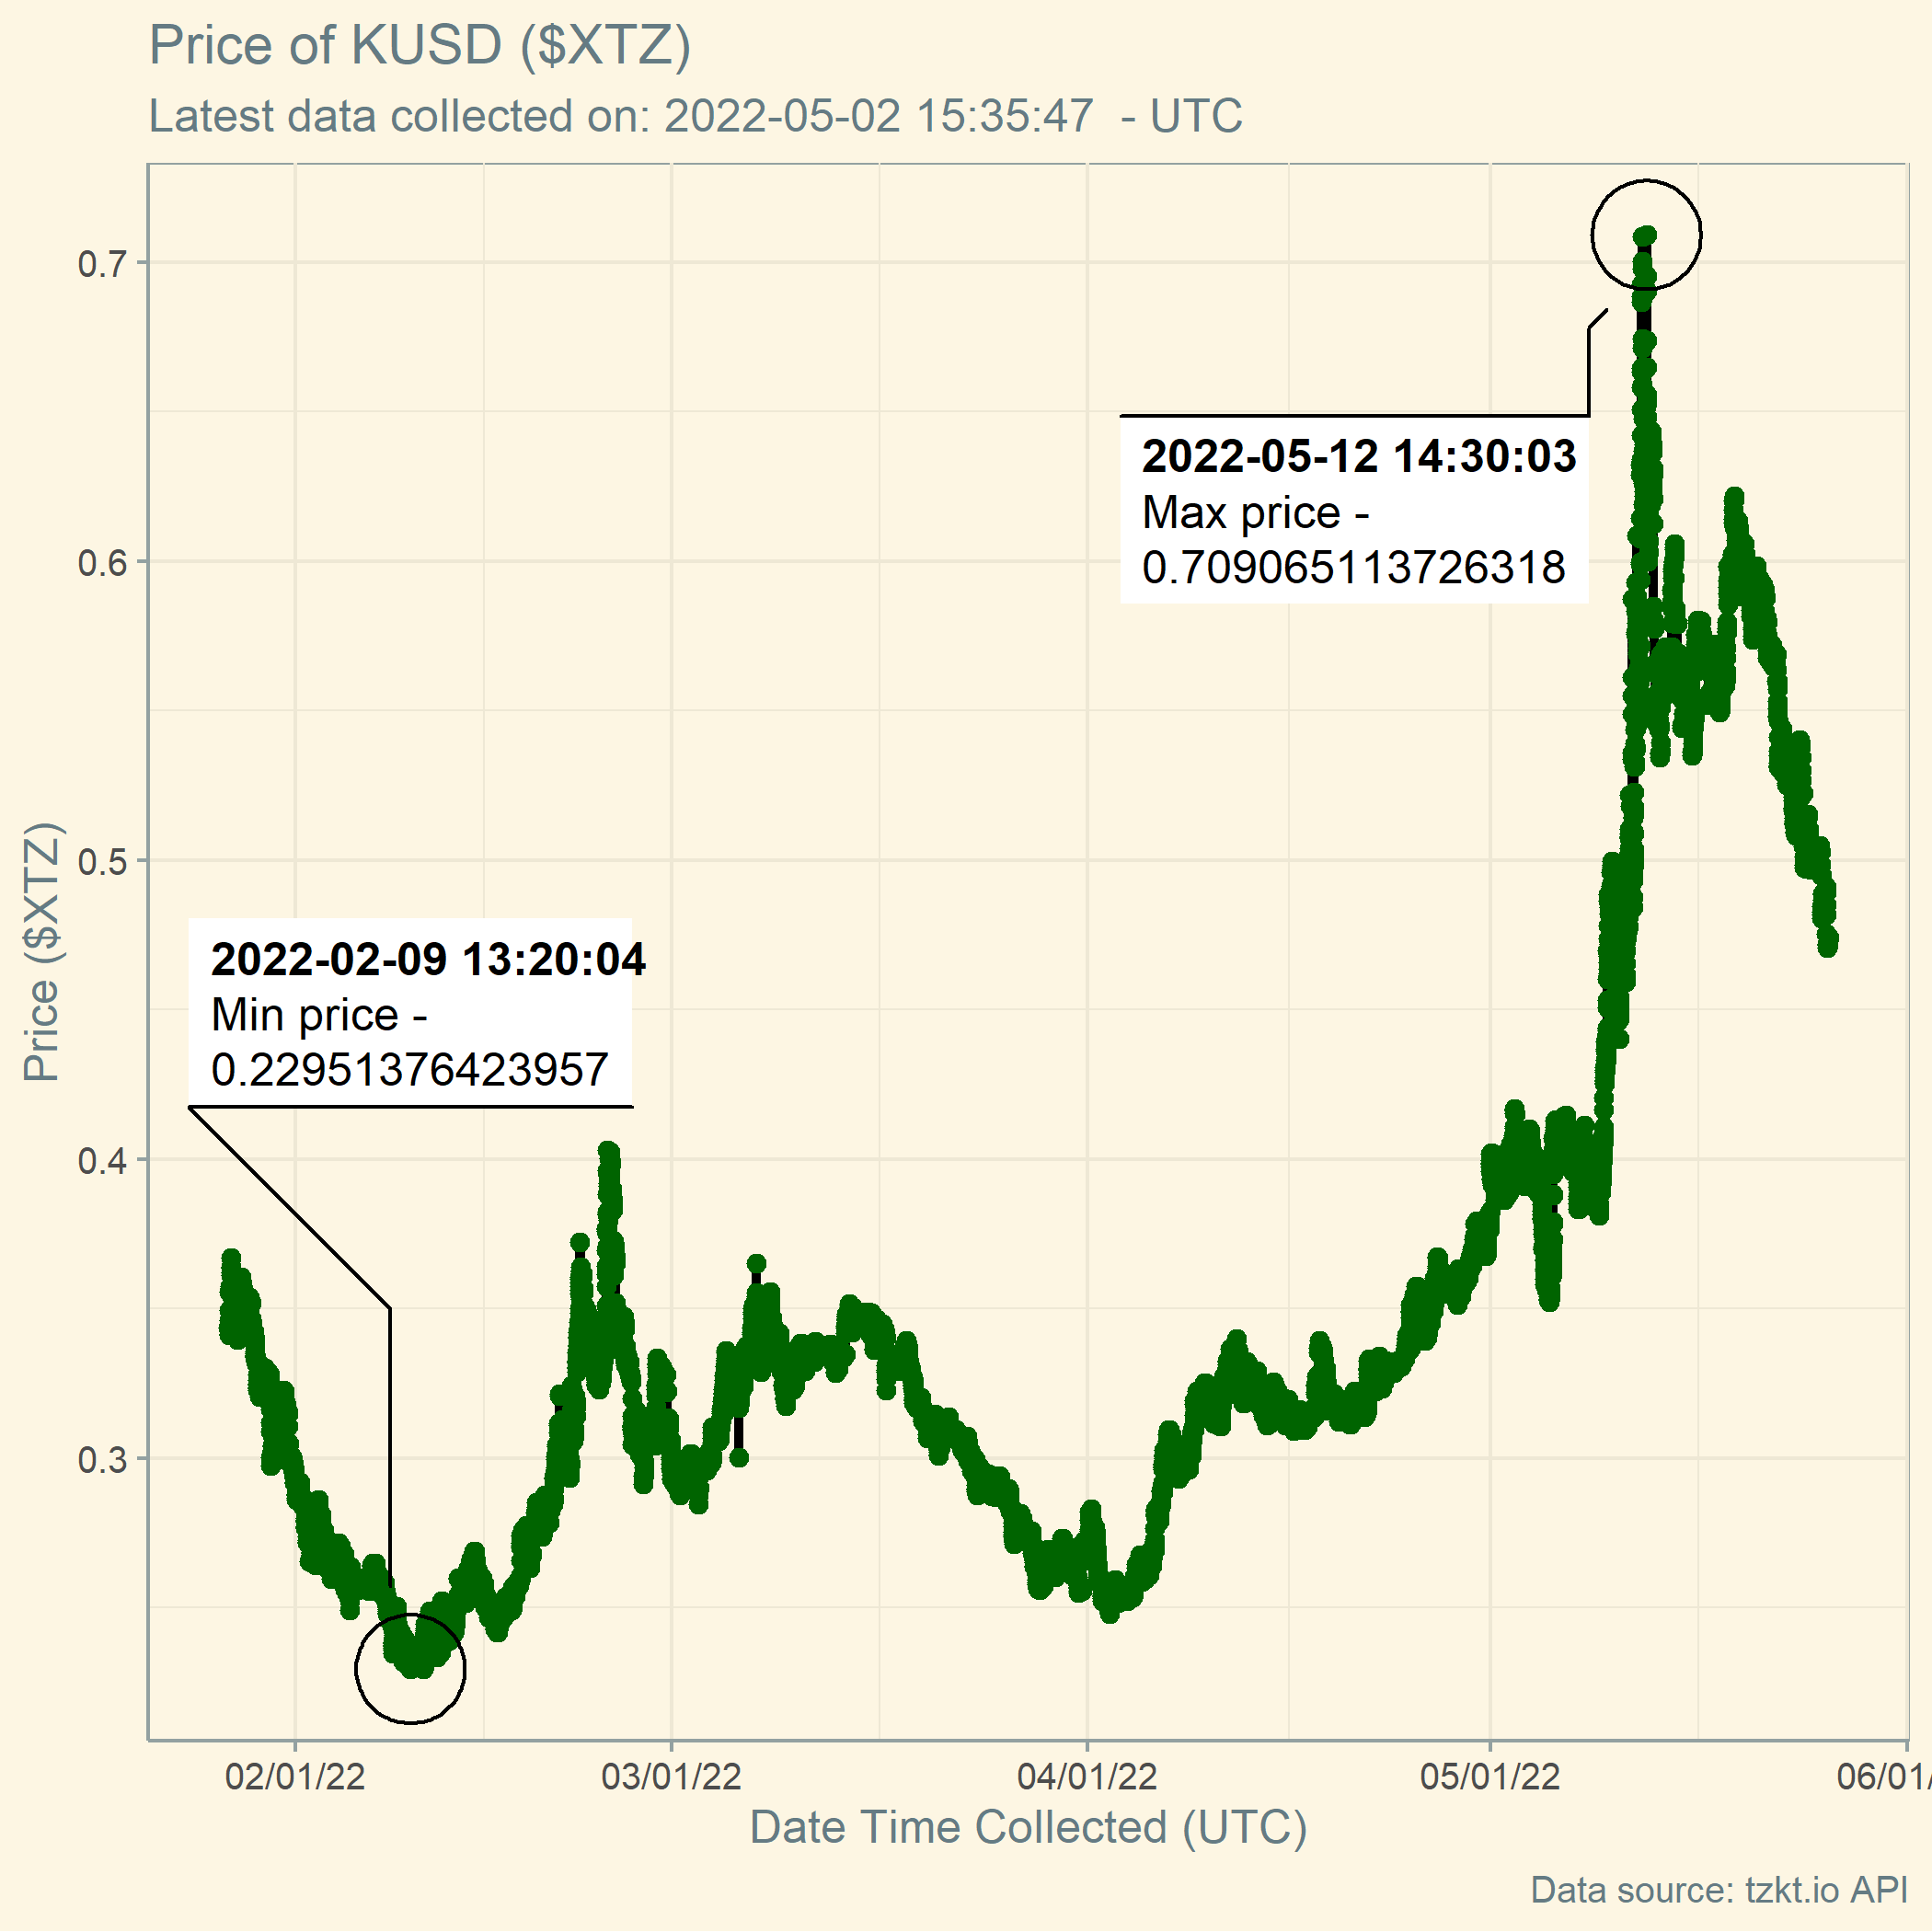 Price of KUSD ($XTZ)
Latest data collected on: 2022-05-02 15:35:47  - UTC
0.7
0.6
0.5
0.4
0.3
Price ($XTZ)
2022-05-12 14:30:03
Max price -
0.709065113726318
2022-02-09 13:20:04
Min price -
0.22951376423957
02/01/22
03/01/22
04/01/22
05/01/22
06/01/
Date Time Collected (UTC)
Data source: tzkt.io API